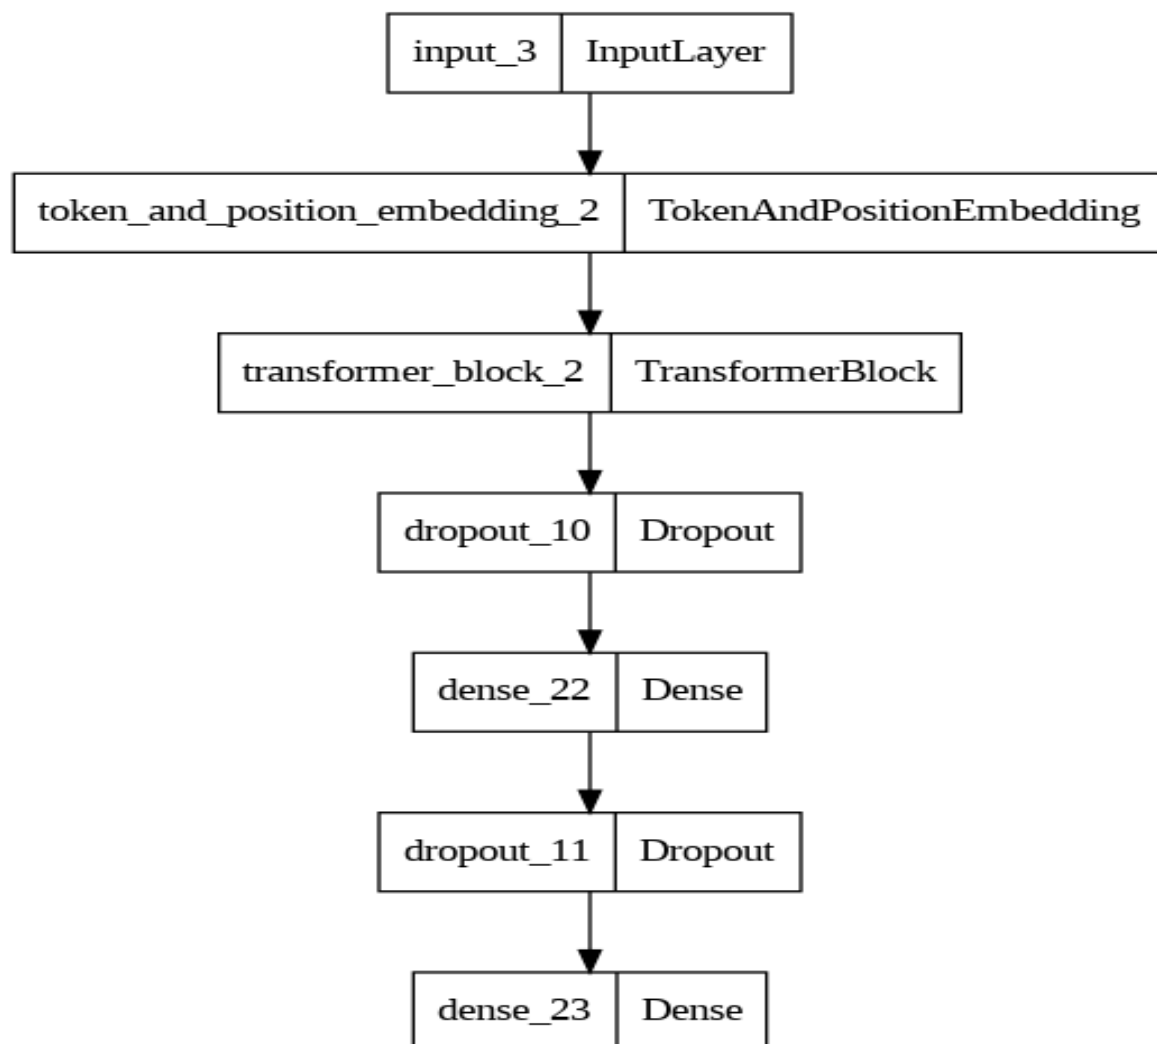 input_3 InputLayer
token_and_position_embedding_2 TokenAndPositionEmbedding
transformer_block_2 TransformerBlock
dropout_10 Dropout
dense_22 Dense
dropout_11 Dropout
dense_23 Dense